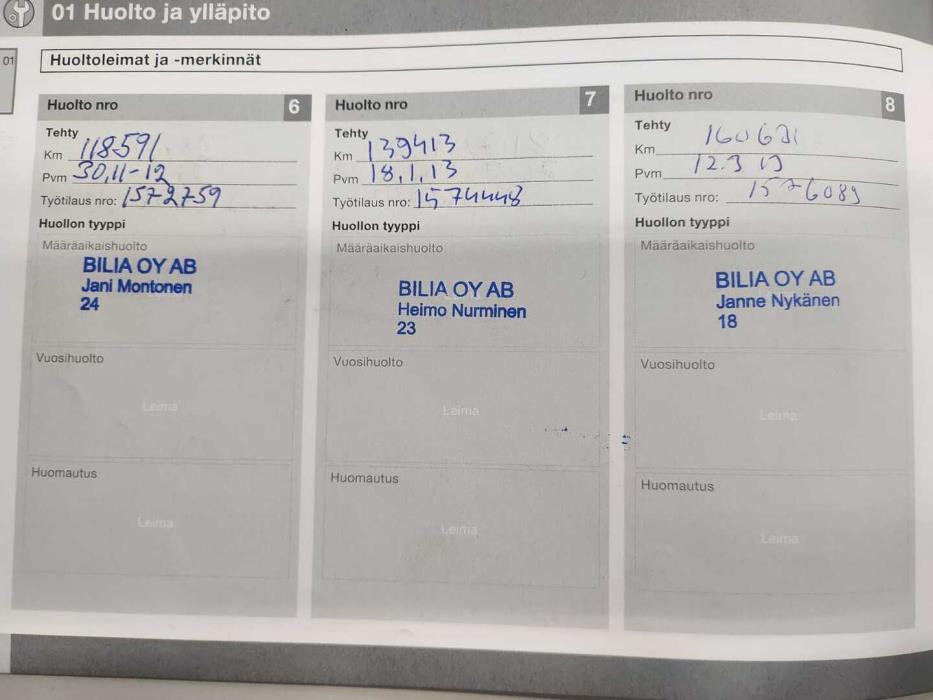 01 Huolto ja ylläpito
01
Huoltoleimat ja -merkinnät
Huolto nro 6
Tehty
Km 118591
Pvm 30,11-12
Työtilaus nro: 1572759
Huollon tyyppi
Määräaikaishuolto
BILIA OY AB
Jani Montonen
24
Vuosihuolto
Leima
Huomautus
Leima
Huolto nro 7
Tehty
Km 139413
Pvm 18.1.13
Työtilaus nro: 1574448
Huollon tyyppi
Määräaikaishuolto
BILIA OY AB
Heimo Nurminen
23
Vuosihuolto
Leima
Huomautus
Leima
Huolto nro 8
Tehty
Km
Pvm 12.3 13
Työtilaus nro: 1576089
Huollon tyyppi
Määräaikaishuolto
BILIA OY AB
Janne Nykänen
18
Vuosihuolto
Leima
Huomautus
Leima